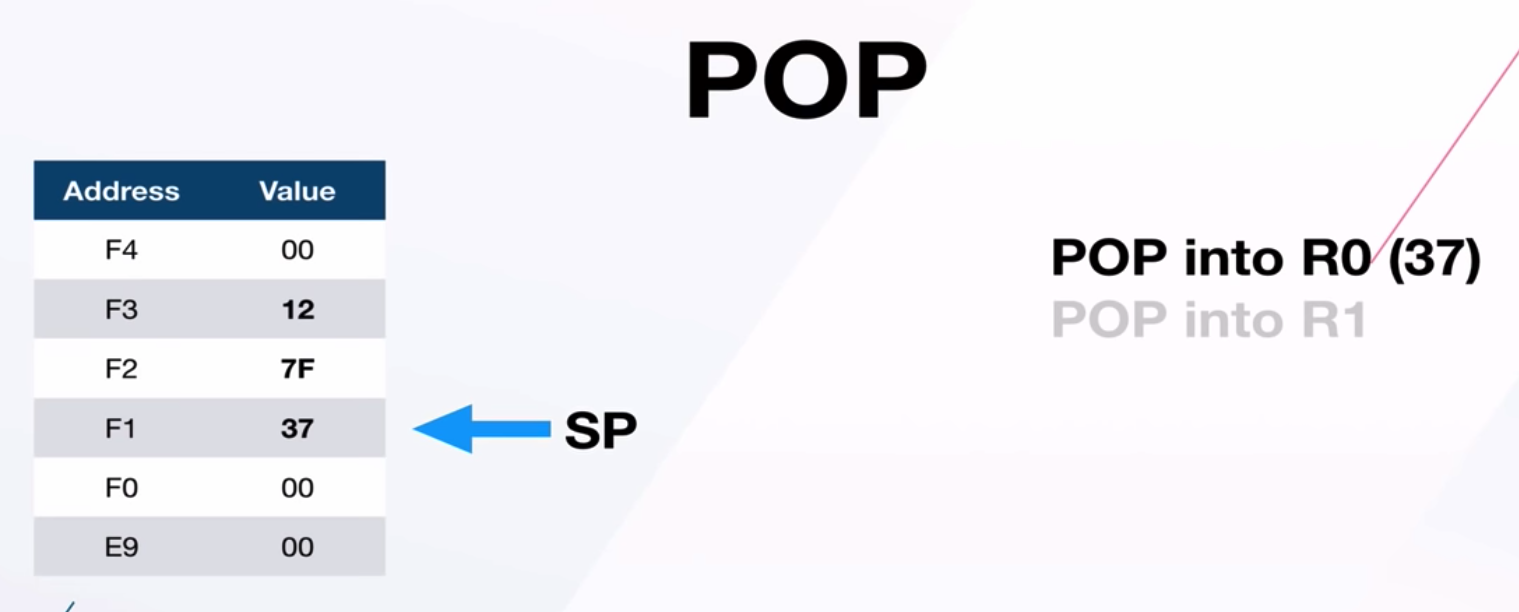 POP
Address Value
F4 00
F3 12
F2 7F
F1 37
F0 00
E9 00
SP
POP into R0 (37)
POP into R1